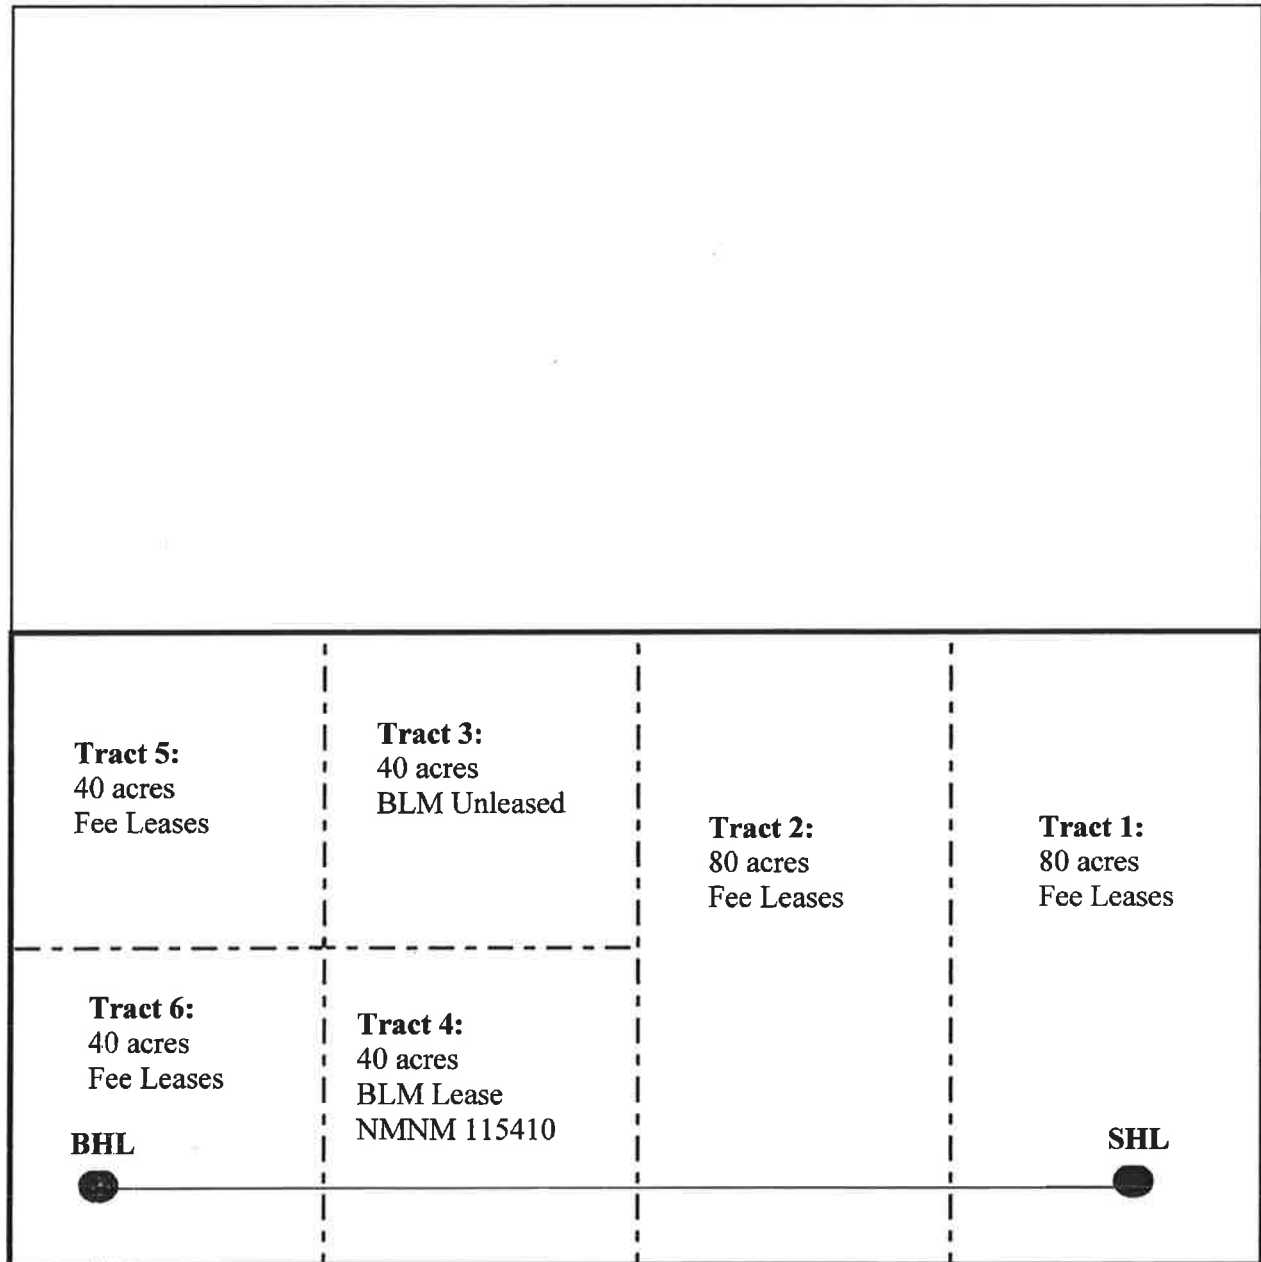 Tract 5:
40 acres
Fee Leases
Tract 3:
40 acres
BLM Unleased
Tract 2:
80 acres
Fee Leases
Tract 1:
80 acres
Fee Leases
Tract 6:
40 acres
Fee Leases
Tract 4:
40 acres
BLM Lease
NMNM 115410
BHL
SHL